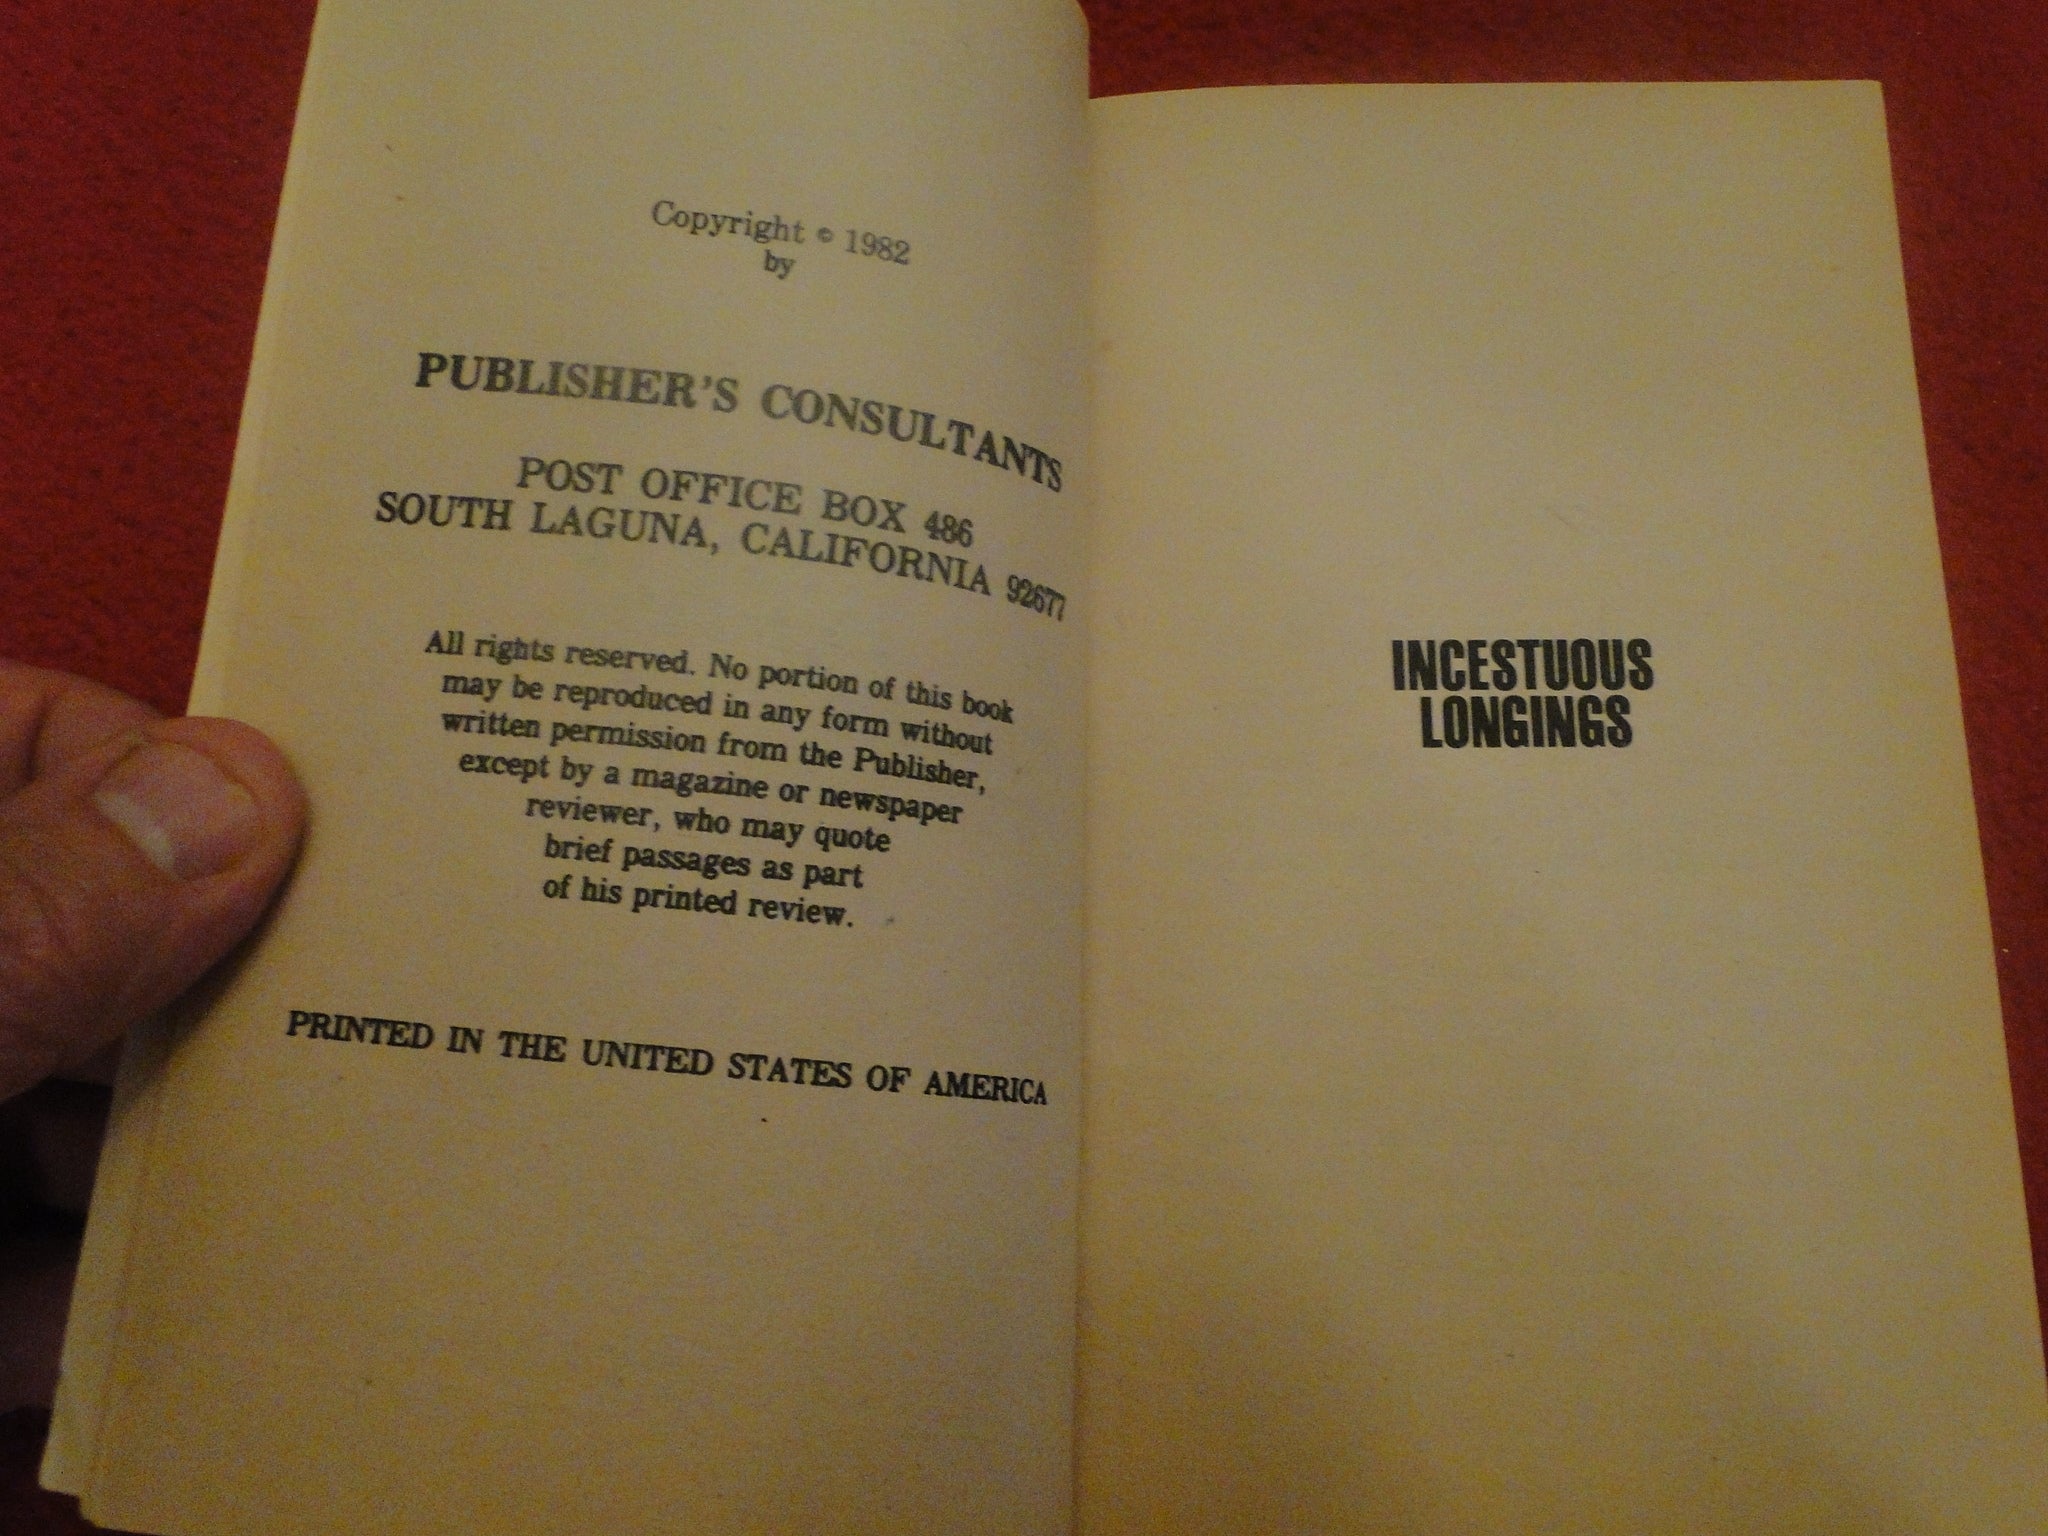 Copyright © 1982
by
PUBLISHER'S CONSULTANTS
POST OFFICE BOX 486
SOUTH LAGUNA, CALIFORNIA 92677
All rights reserved. No portion of this book
may be reproduced in any form without
written permission from the Publisher,
except by a magazine or newspaper
reviewer, who may quote
brief passages as part
of his printed review.
PRINTED IN THE UNITED STATES OF AMERICA
INCESTUOUS
LONGINGS